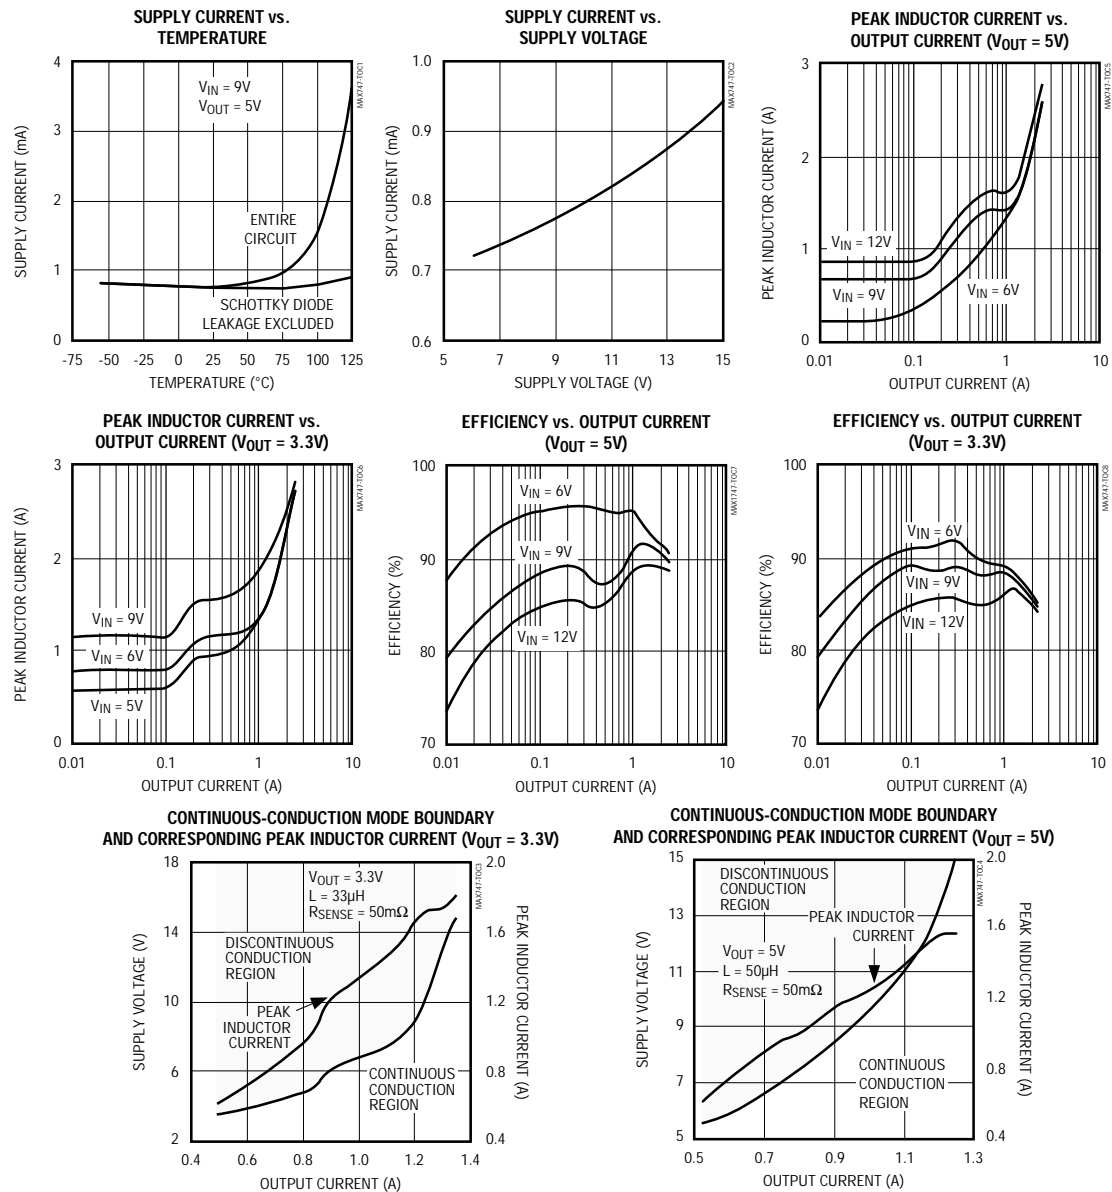 SUPPLY CURRENT vs.
TEMPERATURE
4
3
2
1
0
SUPPLY CURRENT (mA)
VIN = 9V
VOUT = 5V
ENTIRE
CIRCUIT
SCHOTTKY DIODE
LEAKAGE EXCLUDED
MAX747-TOC1
-75 -50 -25 0 25 50 75 100 125
TEMPERATURE (°C)
SUPPLY CURRENT vs.
SUPPLY VOLTAGE
1.0
0.9
0.8
0.7
0.6
SUPPLY CURRENT (mA)
MAX747-TOC2
5 7 9 11 13 15
SUPPLY VOLTAGE (V)
PEAK INDUCTOR CURRENT vs.
OUTPUT CURRENT (VOUT = 5V)
3
2
1
0
PEAK INDUCTOR CURRENT (A)
VIN = 12V
VIN = 9V
VIN = 6V
MAX747-TOC5
0.01 0.1 1 10
OUTPUT CURRENT (A)
PEAK INDUCTOR CURRENT vs.
OUTPUT CURRENT (VOUT = 3.3V)
3
2
1
0
PEAK INDUCTOR CURRENT (A)
VIN = 9V
VIN = 6V
VIN = 5V
MAX747-TOC6
0.01 0.1 1 10
OUTPUT CURRENT (A)
EFFICIENCY vs. OUTPUT CURRENT
(VOUT = 5V)
100
90
80
70
EFFICIENCY (%)
VIN = 6V
VIN = 9V
VIN = 12V
MAX1747-TOC7
0.01 0.1 1 10
OUTPUT CURRENT (A)
EFFICIENCY vs. OUTPUT CURRENT
(VOUT = 3.3V)
100
90
80
70
EFFICIENCY (%)
VIN = 6V
VIN = 9V
VIN = 12V
MAX747-TOC8
0.01 0.1 1 10
OUTPUT CURRENT (A)
CONTINUOUS-CONDUCTION MODE BOUNDARY
AND CORRESPONDING PEAK INDUCTOR CURRENT (VOUT = 3.3V)
18
14
10
6
2
SUPPLY VOLTAGE (V)
VOUT = 3.3V
L = 33µH
RSENSE = 50mΩ
DISCONTINUOUS
CONDUCTION
REGION
PEAK
INDUCTOR
CURRENT
CONTINUOUS
CONDUCTION
REGION
MAX747-TOC3
2.0
1.6
1.2
0.8
0.4
PEAK INDUCTOR CURRENT (A)
0.4 0.6 0.8 1.0 1.2 1.4
OUTPUT CURRENT (A)
CONTINUOUS-CONDUCTION MODE BOUNDARY
AND CORRESPONDING PEAK INDUCTOR CURRENT (VOUT = 5V)
15
13
11
9
7
5
SUPPLY VOLTAGE (V)
DISCONTINUOUS
CONDUCTION
REGION
PEAK INDUCTOR
CURRENT
VOUT = 5V
L = 50µH
RSENSE = 50mΩ
CONTINUOUS
CONDUCTION
REGION
MAX747-TOC4
2.0
1.6
1.2
0.8
0.4
PEAK INDUCTOR CURRENT (A)
0.5 0.7 0.9 1.1 1.3
OUTPUT CURRENT (A)